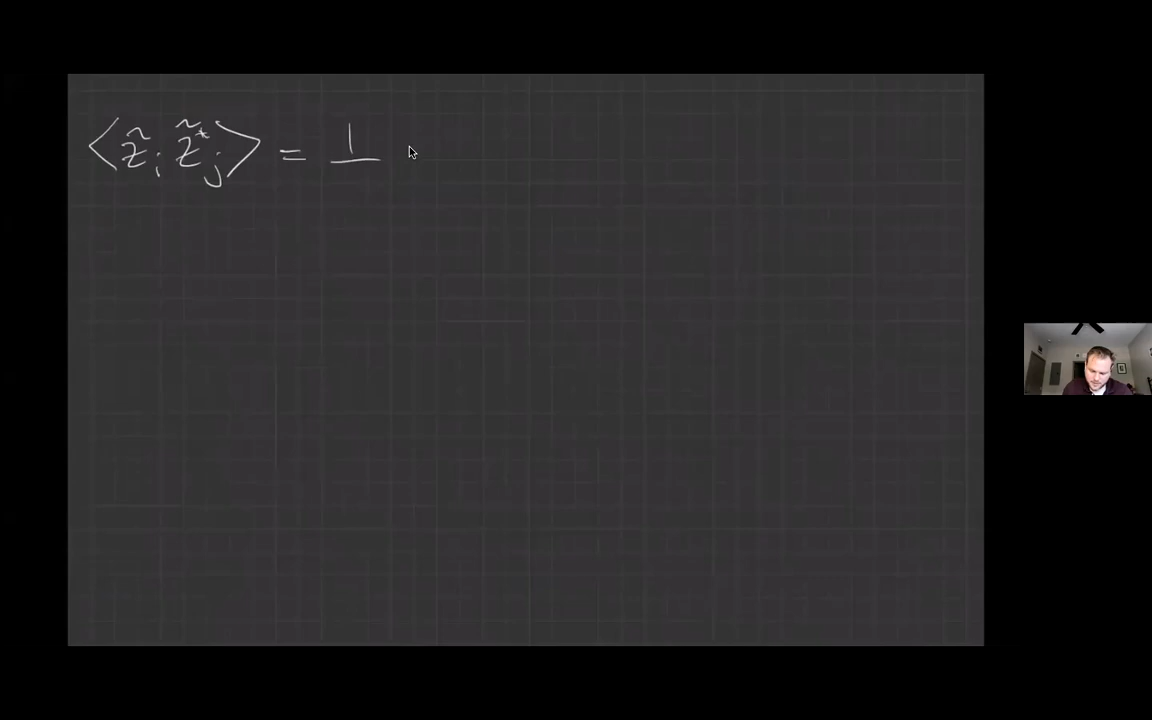 ⟨z̃ᵢ z̃*ⱼ⟩ = 1/